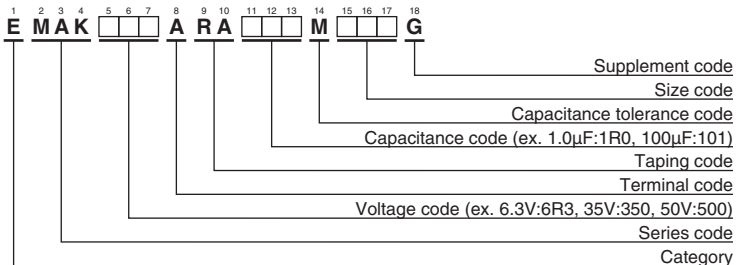 1 2 3 4 5 6 7 8 9 10 11 12 13 14 15 16 17 18
E MAK □□□ A RA □□□ M □□□ G
Supplement code
Size code
Capacitance tolerance code
Capacitance code (ex. 1.0μF:1R0, 100μF:101)
Taping code
Terminal code
Voltage code (ex. 6.3V:6R3, 35V:350, 50V:500)
Series code
Category